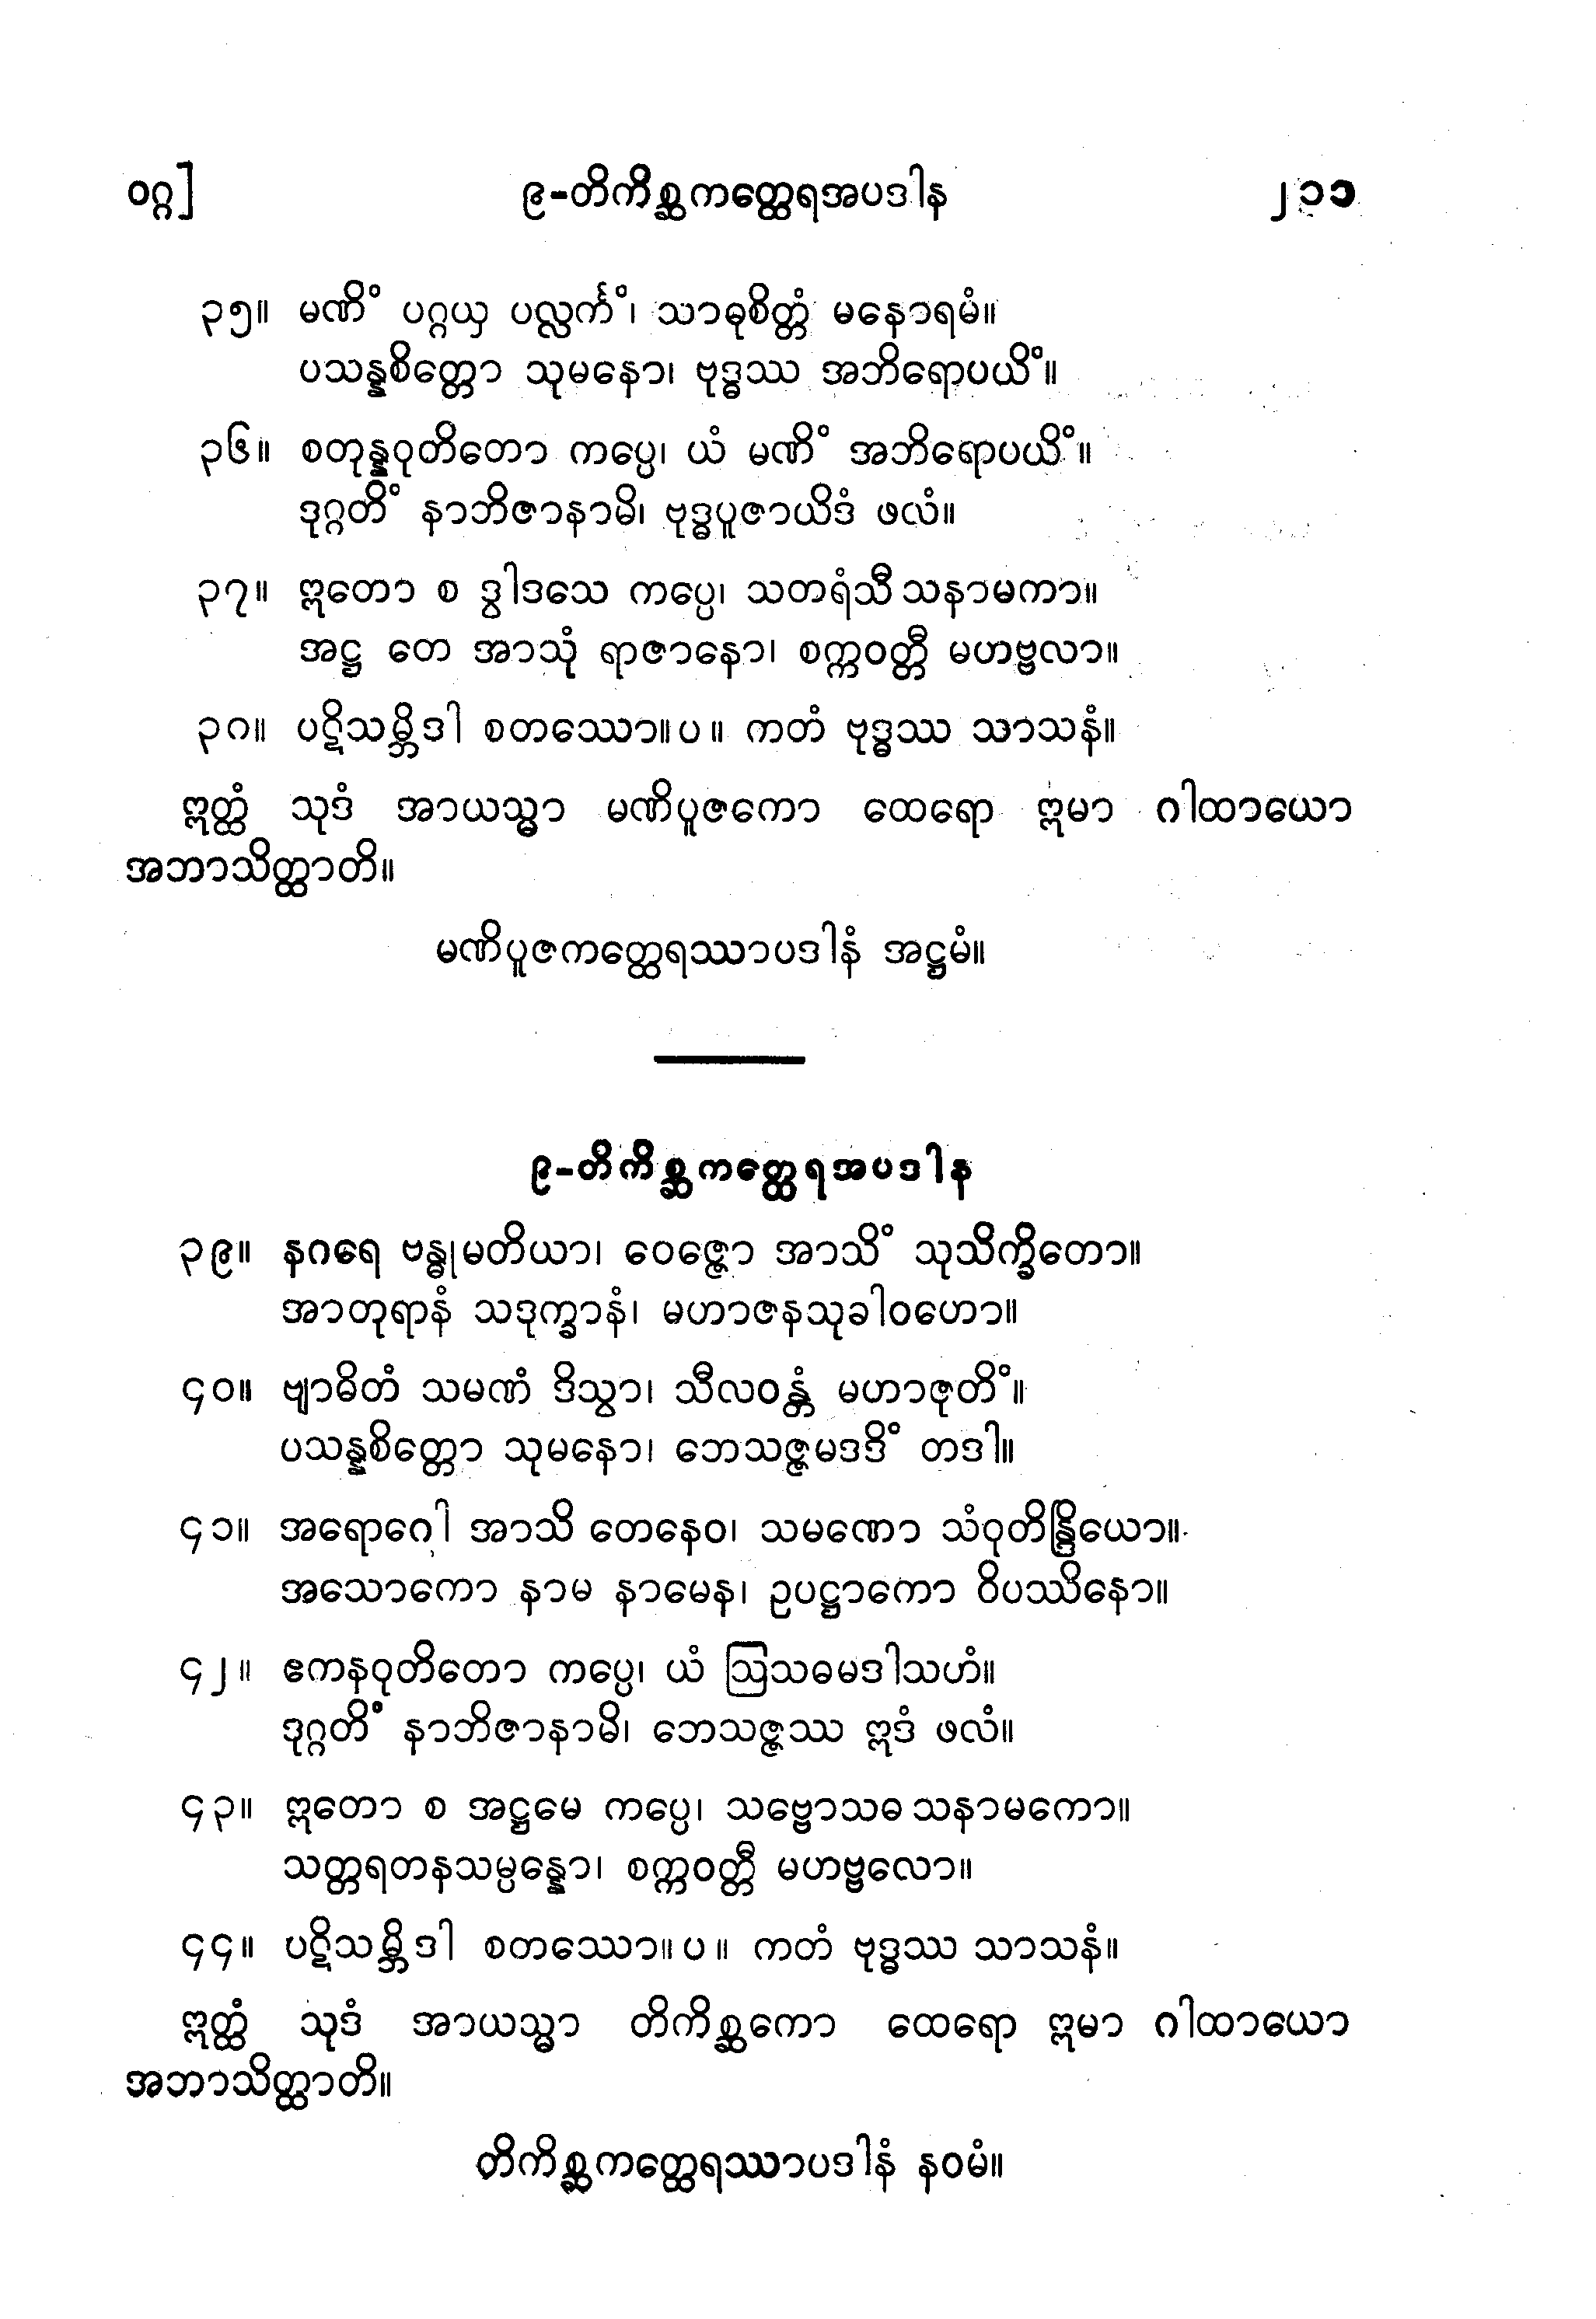 ဝဂ္ဂ]
၉-တိကိစ္ဆကတ္ထေရအပဒါန
၂၁၁
၃၅။ မဏိံ ပဂ္ဂယှ ပလ္လင်္ကံ၊ သာဓုစိတ္တံ မနောရမံ။
ပသန္နစိတ္တော သုမနော၊ ဗုဒ္ဓဿ အဘိရောပယိံ။
၃၆။ စတုန္နဝုတိတော ကပ္ပေ၊ ယံ မဏိံ အဘိရောပယိံ။
ဒုဂ္ဂတိံ နာဘိဇာနာမိ၊ ဗုဒ္ဓပူဇာယိဒံ ဖလံ။
၃၇။ ဣတော စ ဒွါဒသေ ကပ္ပေ၊ သတရံသီ သနာမကာ။
အဋ္ဌ တေ အာသုံ ရာဇာနော၊ စက္ကဝတ္တီ မဟဗ္ဗလာ။
၃၈။ ပဋိသမ္ဘိဒါ စတဿော။ပ။ ကတံ ဗုဒ္ဓဿ သာသနံ။
ဣတ္ထံ သုဒံ အာယသ္မာ မဏိပူဇကော ထေရော ဣမာ ဂါထာယော
အဘာသိတ္ထာတိ။
မဏိပူဇကတ္ထေရဿာပဒါနံ အဋ္ဌမံ။
၉-တိကိစ္ဆကတ္ထေရအပဒါန
၃၉။ နဂရေ ဗန္ဓုမတိယာ၊ ဝေဇ္ဇော အာသိံ သုသိက္ခိတော။
အာတုရာနံ သဒုက္ခာနံ၊ မဟာဇနသုခါဝဟော။
၄၀။ ဗျာဓိတံ သမဏံ ဒိသွာ၊ သီလဝန္တံ မဟာဇုတိံ။
ပသန္နစိတ္တော သုမနော၊ ဘေသဇ္ဇမဒဒိံ တဒါ။
၄၁။ အရောဂေါ အာသိ တေနေဝ၊ သမဏော သံဝုတိန္ဒြိယော။
အသောကော နာမ နာမေန၊ ဥပဋ္ဌာကော ဝိပဿိနော။
၄၂။ ဧကနဝုတိတော ကပ္ပေ၊ ယံ ဩသဓမဒါသဟံ။
ဒုဂ္ဂတိံ နာဘိဇာနာမိ၊ ဘေသဇ္ဇဿ ဣဒံ ဖလံ။
၄၃။ ဣတော စ အဋ္ဌမေ ကပ္ပေ၊ သဗ္ဗောသဓ သနာမကော။
သတ္တရတနသမ္ပန္နော၊ စက္ကဝတ္တီ မဟဗ္ဗလော။
၄၄။ ပဋိသမ္ဘိဒါ စတဿော။ပ။ ကတံ ဗုဒ္ဓဿ သာသနံ။
ဣတ္ထံ သုဒံ အာယသ္မာ တိကိစ္ဆကော ထေရော ဣမာ ဂါထာယော
အဘာသိတ္ထာတိ။
တိကိစ္ဆကတ္ထေရဿာပဒါနံ နဝမံ။